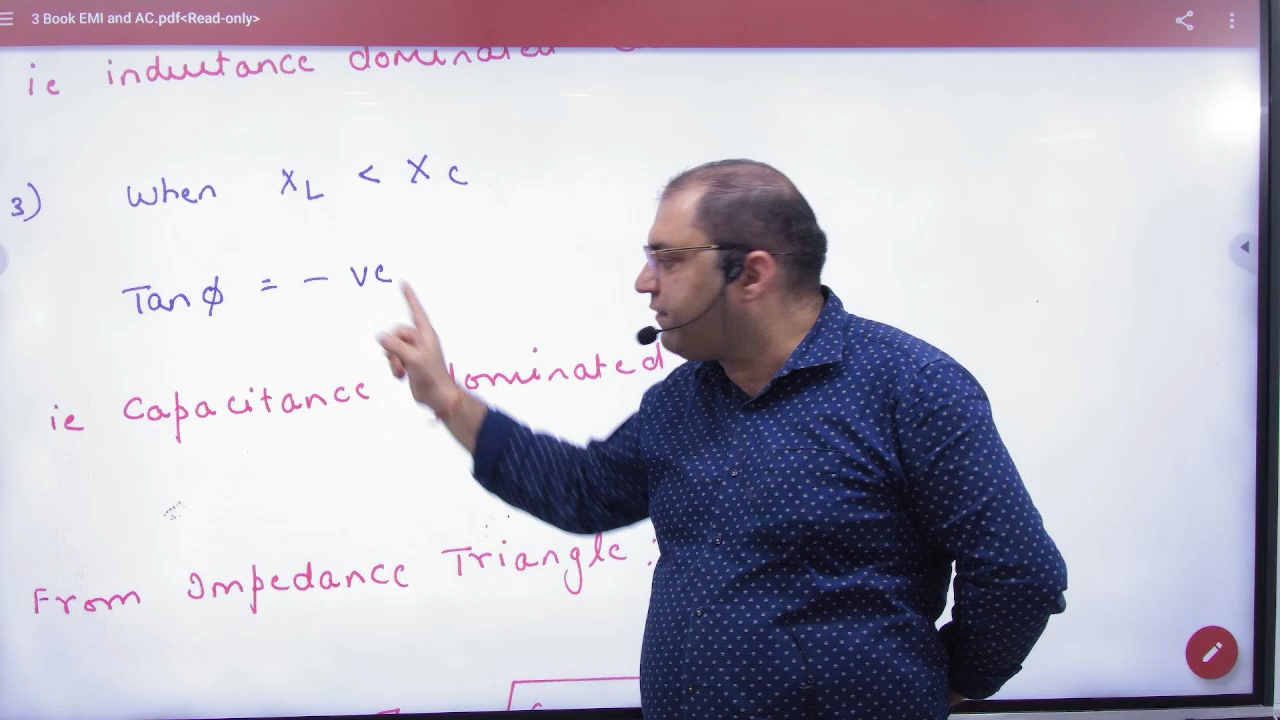 3 Book EMI and AC.pdf<Read-only>
ie inductance dominated
3) When X_L < X_C
Tan φ = - ve
ie Capacitance dominated
From Impedance Triangle :